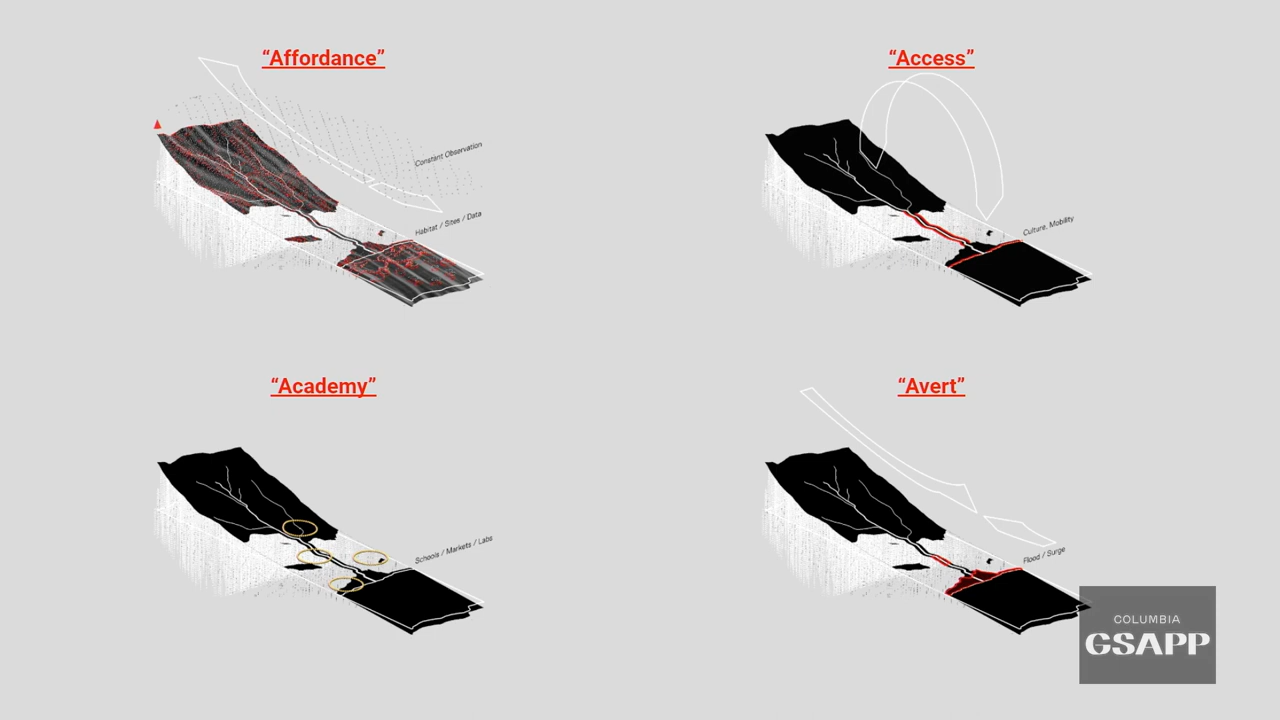 “Affordance”
Constant Observation
Habitat / Sites / Data
“Access”
Culture, Mobility
“Academy”
Schools / Markets / Labs
“Avert”
Flood / Surge
COLUMBIA
GSAPP